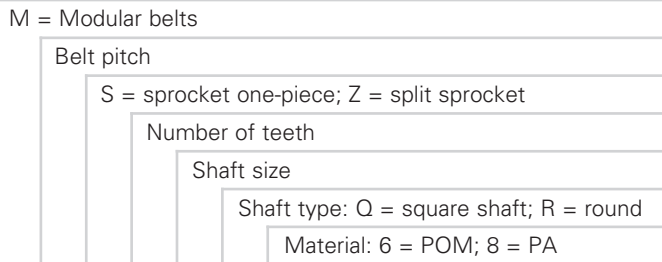 M = Modular belts
Belt pitch
S = sprocket one-piece; Z = split sprocket
Number of teeth
Shaft size
Shaft type: Q = square shaft; R = round
Material: 6 = POM; 8 = PA